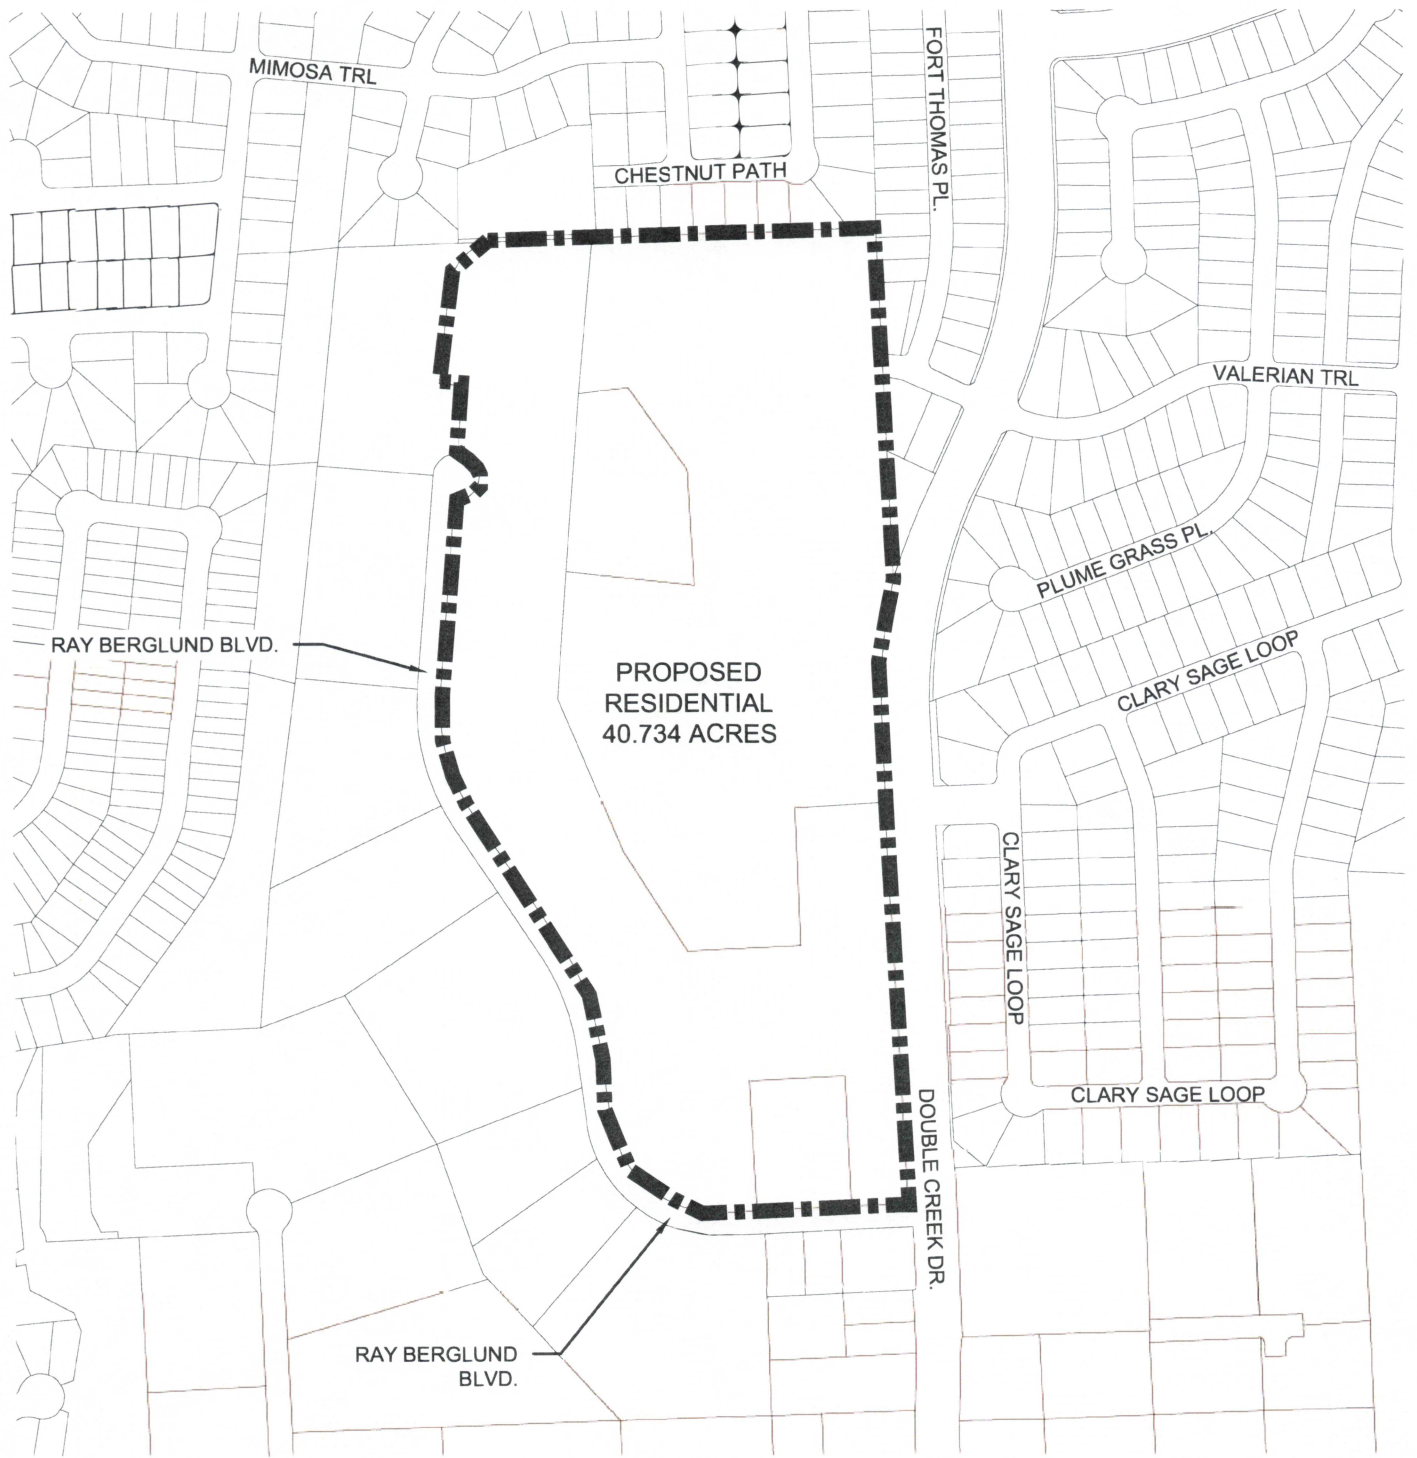 MIMOSA TRL
FORT THOMAS PL.
CHESTNUT PATH
VALERIAN TRL
PLUME GRASS PL.
RAY BERGLUND BLVD.
CLARY SAGE LOOP
PROPOSED
RESIDENTIAL
40.734 ACRES
CLARY SAGE LOOP
CLARY SAGE LOOP
DOUBLE CREEK DR.
RAY BERGLUND
BLVD.